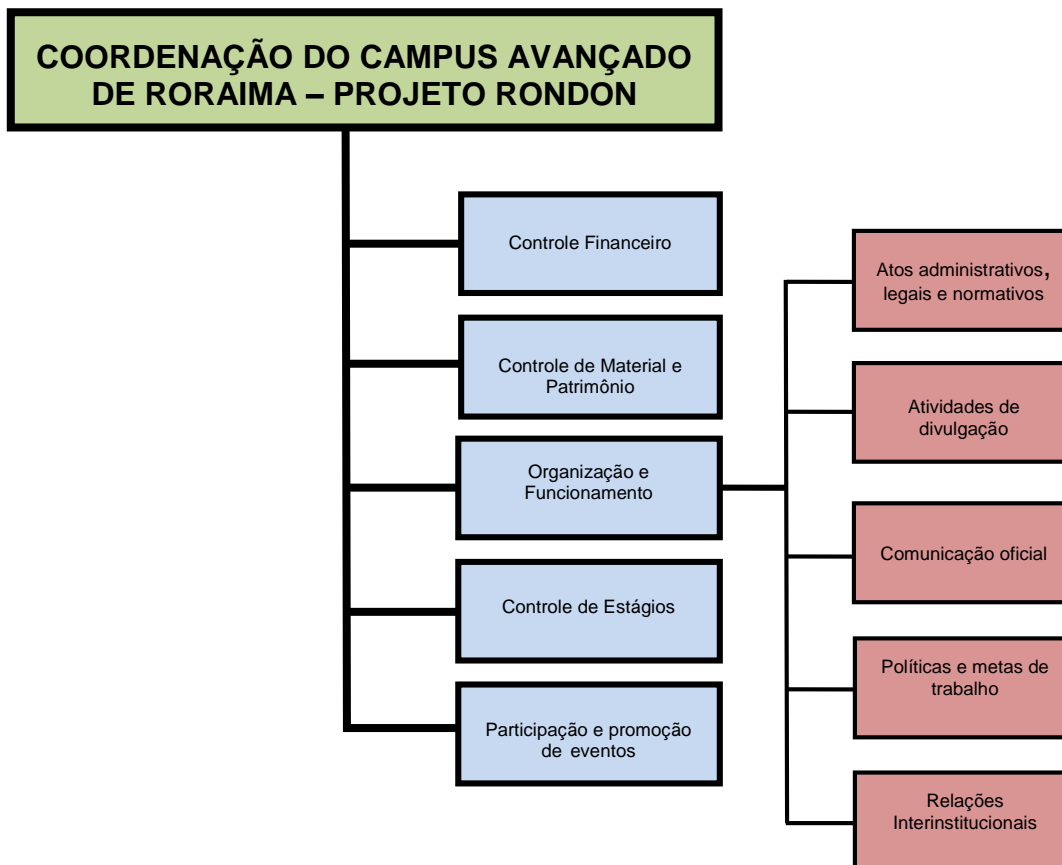 COORDENAÇÃO DO CAMPUS AVANÇADO
DE RORAIMA – PROJETO RONDON
Controle Financeiro
Controle de Material e
Patrimônio
Organização e
Funcionamento
Controle de Estágios
Participação e promoção
de eventos
Atos administrativos,
legais e normativos
Atividades de
divulgação
Comunicação oficial
Políticas e metas de
trabalho
Relações
Interinstitucionais